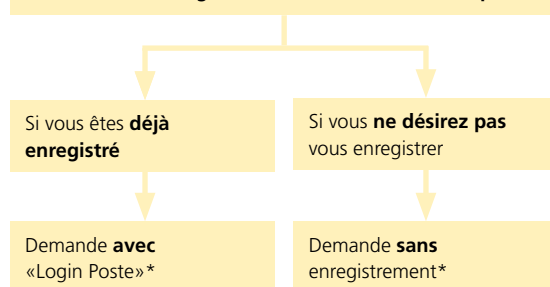 Si vous êtes déjà
enregistré
Si vous ne désirez pas
vous enregistrer
Demande avec
«Login Poste»*
Demande sans
enregistrement*